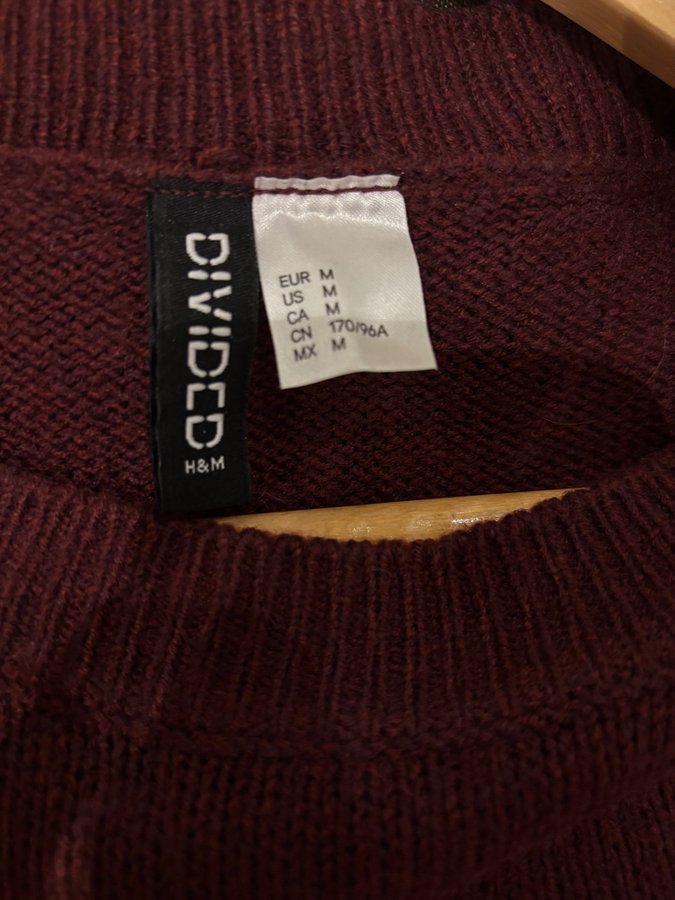 DIVIDED
H&M
EUR M
US M
CA M
CN 170/96A
MX M